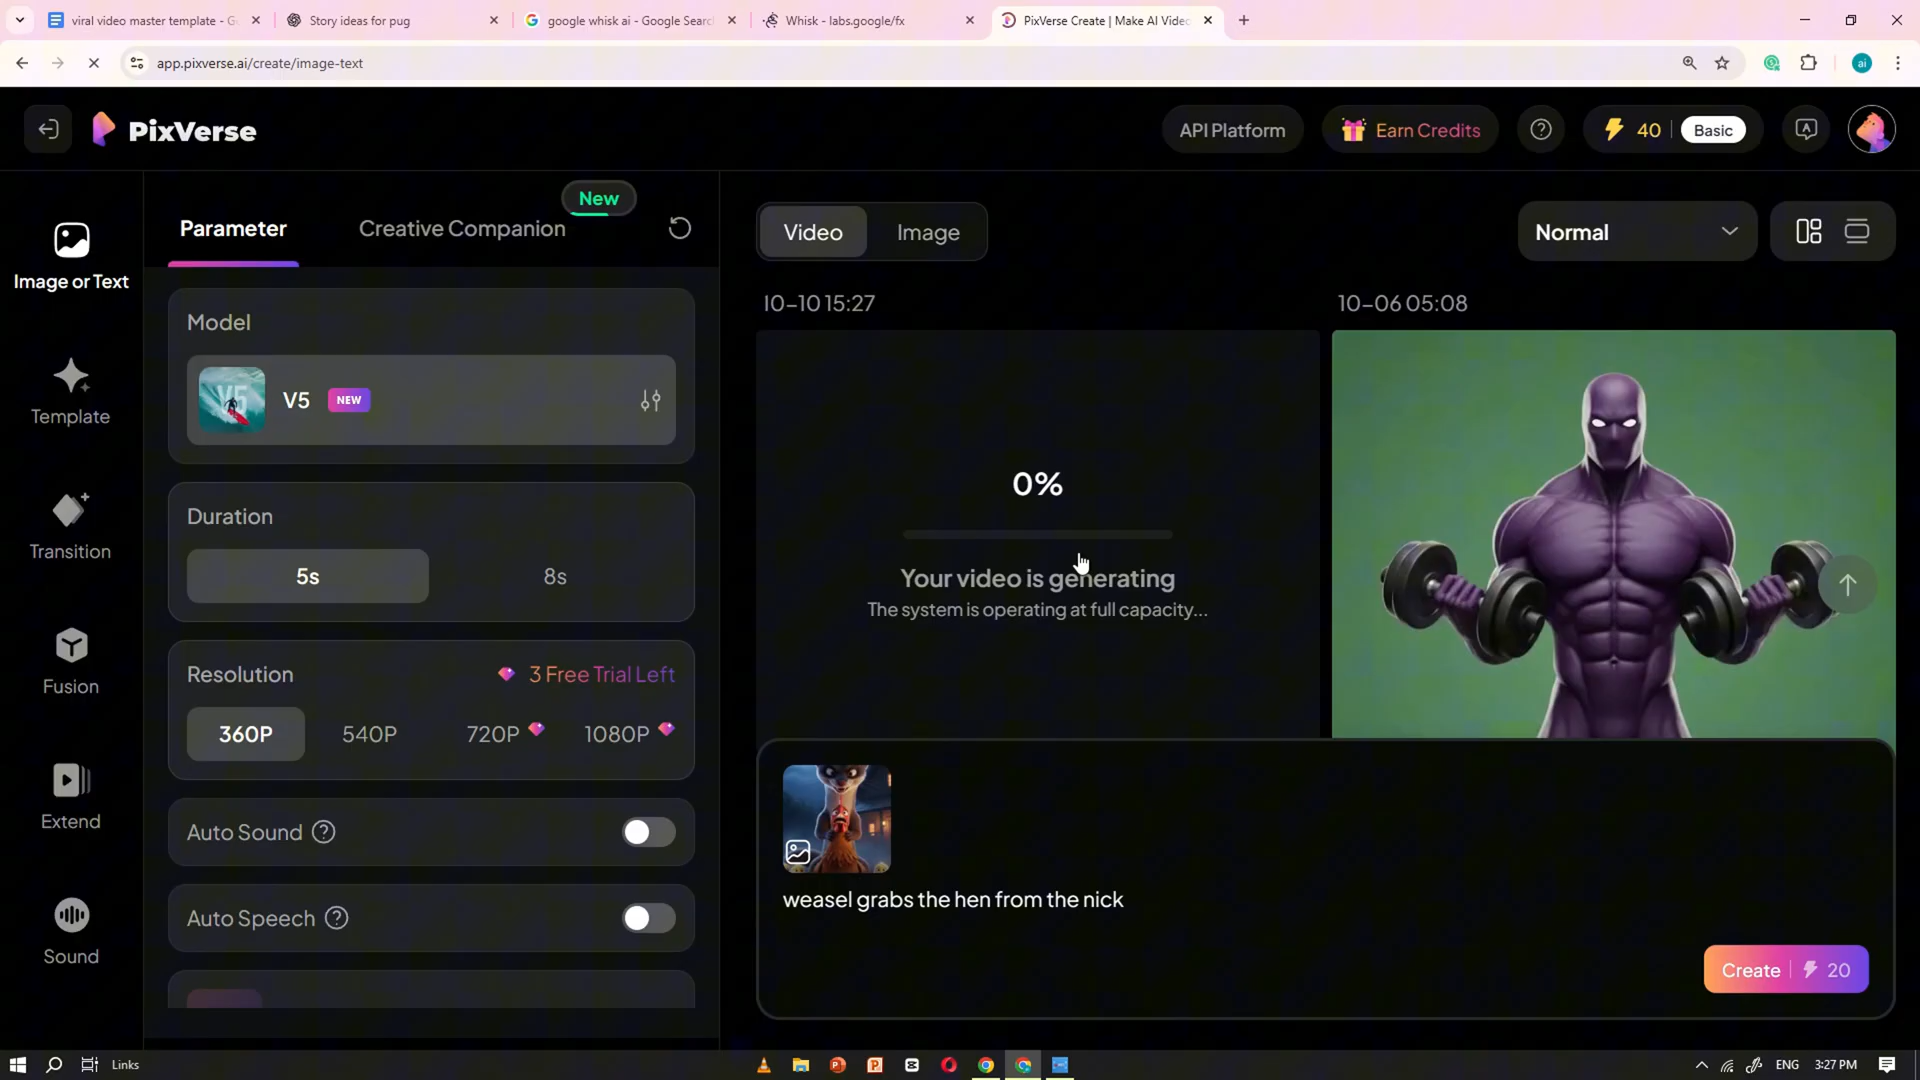 viral video master template - G
Story ideas for pug
google whisk ai - Google Searc
Whisk - labs.google/fx
PixVerse Create | Make AI Video
app.pixverse.ai/create/image-text
ai
PixVerse
API Platform
Earn Credits
40
Basic
Image or Text
Template
Transition
Fusion
Extend
Sound
Parameter
Creative Companion
New
Model
V5
V5
NEW
Duration
5s
8s
Resolution
3 Free Trial Left
360P
540P
720P
1080P
Auto Sound
Auto Speech
Video
Image
Normal
10-10 15:27
10-06 05:08
0%
Your video is generating
The system is operating at full capacity...
weasel grabs the hen from the nick
Create
20
Links
ENG
3:27 PM